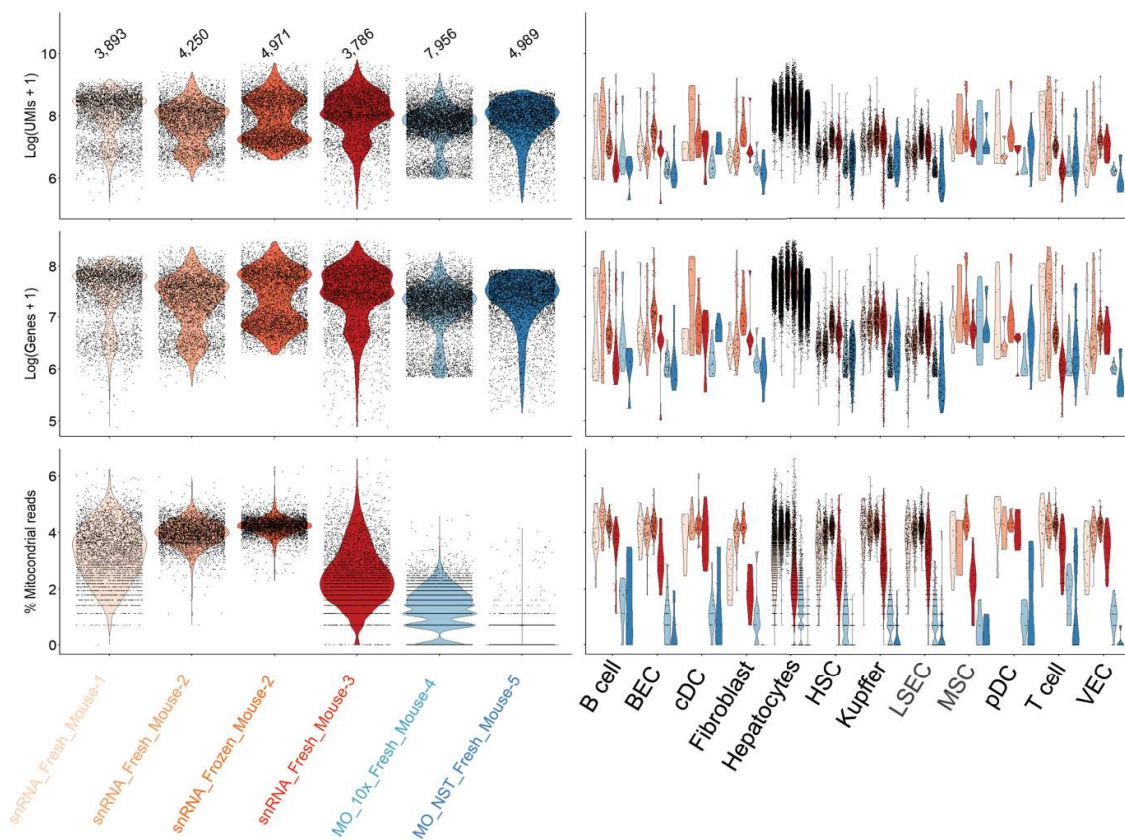 3,893 4,250 4,971 3,786 7,956 4,989
Log(UMIs + 1)
10
8
6
Log(Genes + 1)
8
7
6
5
% Mitocondrial reads
6
4
2
0
snRNA_Fresh_Mouse-1
snRNA_Fresh_Mouse-2
snRNA_Frozen_Mouse-2
snRNA_Fresh_Mouse-3
MO_10x_Fresh_Mouse-4
MO_NST_Fresh_Mouse-5
B cell
BEC
cDC
Fibroblast
Hepatocytes
HSC
Kupffer
LSEC
MSC
pDC
T cell
VEC